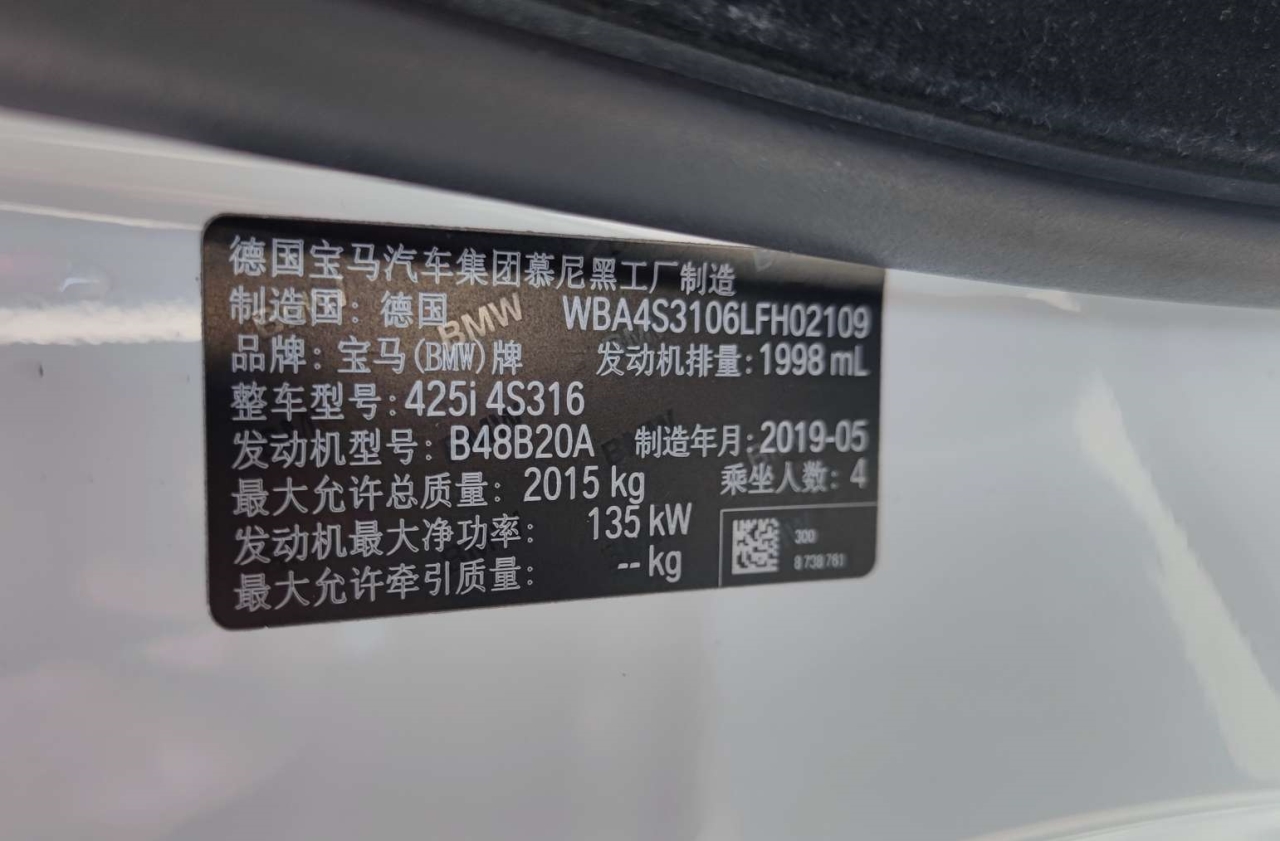 德国宝马汽车集团慕尼黑工厂制造
制造国：德国 WBA4S3106LFH02109
品牌：宝马(BMW)牌 发动机排量：1998 mL
整车型号：425i 4S316
发动机型号：B48B20A 制造年月：2019-05
最大允许总质量：2015 kg 乘坐人数：4
发动机最大净功率：135 kW
最大允许牵引质量：-- kg
300
8 738 761